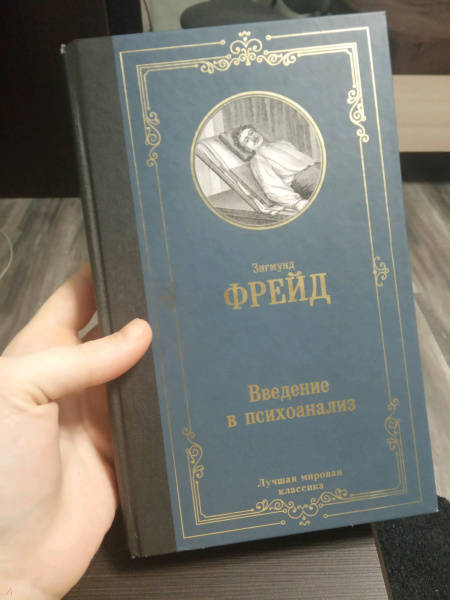 Зигмунд
ФРЕЙД
Введение
в психоанализ
Лучшая мировая
классика